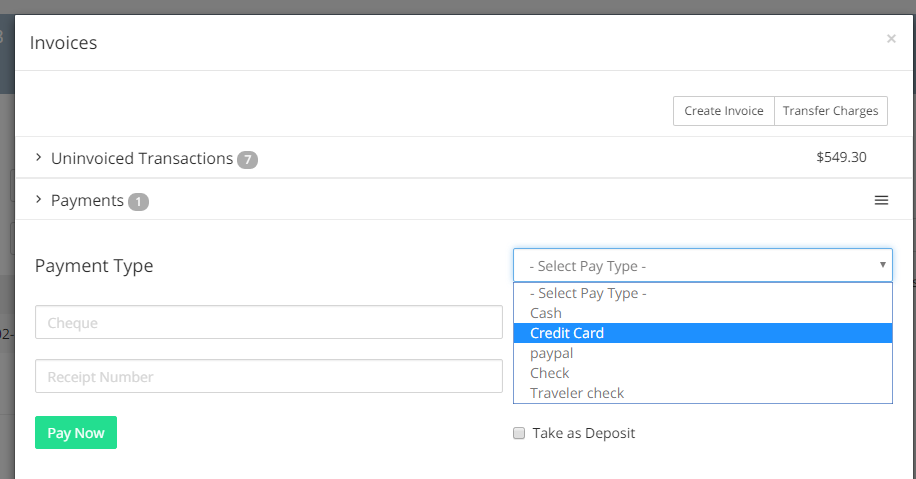 Invoices ×
Create Invoice Transfer Charges
Uninvoiced Transactions 7 $549.30
Payments 1
Payment Type
- Select Pay Type -
- Select Pay Type -
Cheque
Cash
Credit Card
paypal
Receipt Number
Check
Traveler check
Pay Now
Take as Deposit